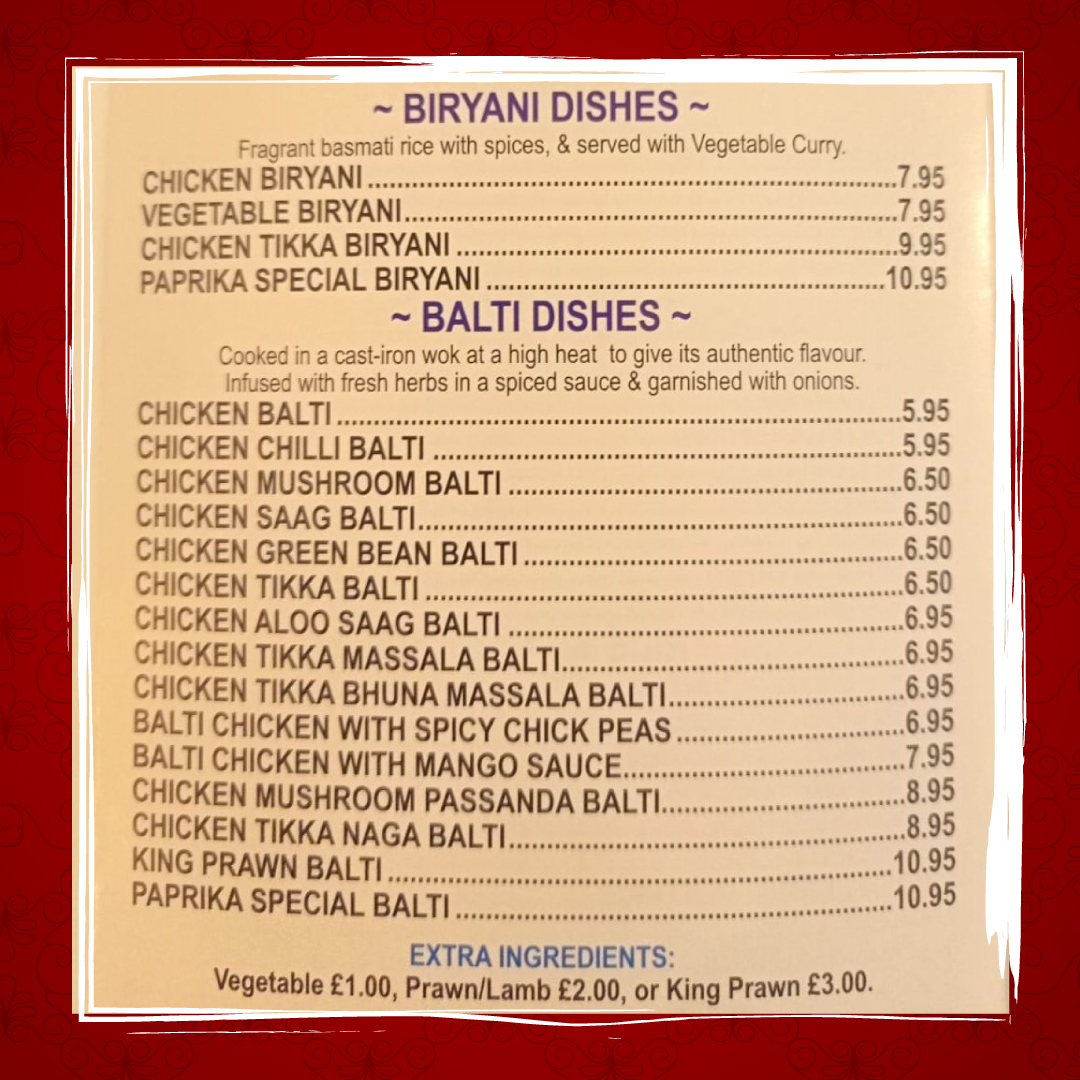 ~ BIRYANI DISHES ~
Fragrant basmati rice with spices, & served with Vegetable Curry.
CHICKEN BIRYANI ...............................................................................7.95
VEGETABLE BIRYANI.........................................................................7.95
CHICKEN TIKKA BIRYANI ..................................................................9.95
PAPRIKA SPECIAL BIRYANI ............................................................10.95
~ BALTI DISHES ~
Cooked in a cast-iron wok at a high heat to give its authentic flavour.
Infused with fresh herbs in a spiced sauce & garnished with onions.
CHICKEN BALTI ....................................................................................5.95
CHICKEN CHILLI BALTI ......................................................................5.95
CHICKEN MUSHROOM BALTI ...........................................................6.50
CHICKEN SAAG BALTI........................................................................6.50
CHICKEN GREEN BEAN BALTI .........................................................6.50
CHICKEN TIKKA BALTI .......................................................................6.50
CHICKEN ALOO SAAG BALTI ...........................................................6.95
CHICKEN TIKKA MASSALA BALTI...................................................6.95
CHICKEN TIKKA BHUNA MASSALA BALTI...................................6.95
BALTI CHICKEN WITH SPICY CHICK PEAS ..................................6.95
BALTI CHICKEN WITH MANGO SAUCE..........................................7.95
CHICKEN MUSHROOM PASSANDA BALTI....................................8.95
CHICKEN TIKKA NAGA BALTI...........................................................8.95
KING PRAWN BALTI ..........................................................................10.95
PAPRIKA SPECIAL BALTI .................................................................10.95
EXTRA INGREDIENTS:
Vegetable £1.00, Prawn/Lamb £2.00, or King Prawn £3.00.